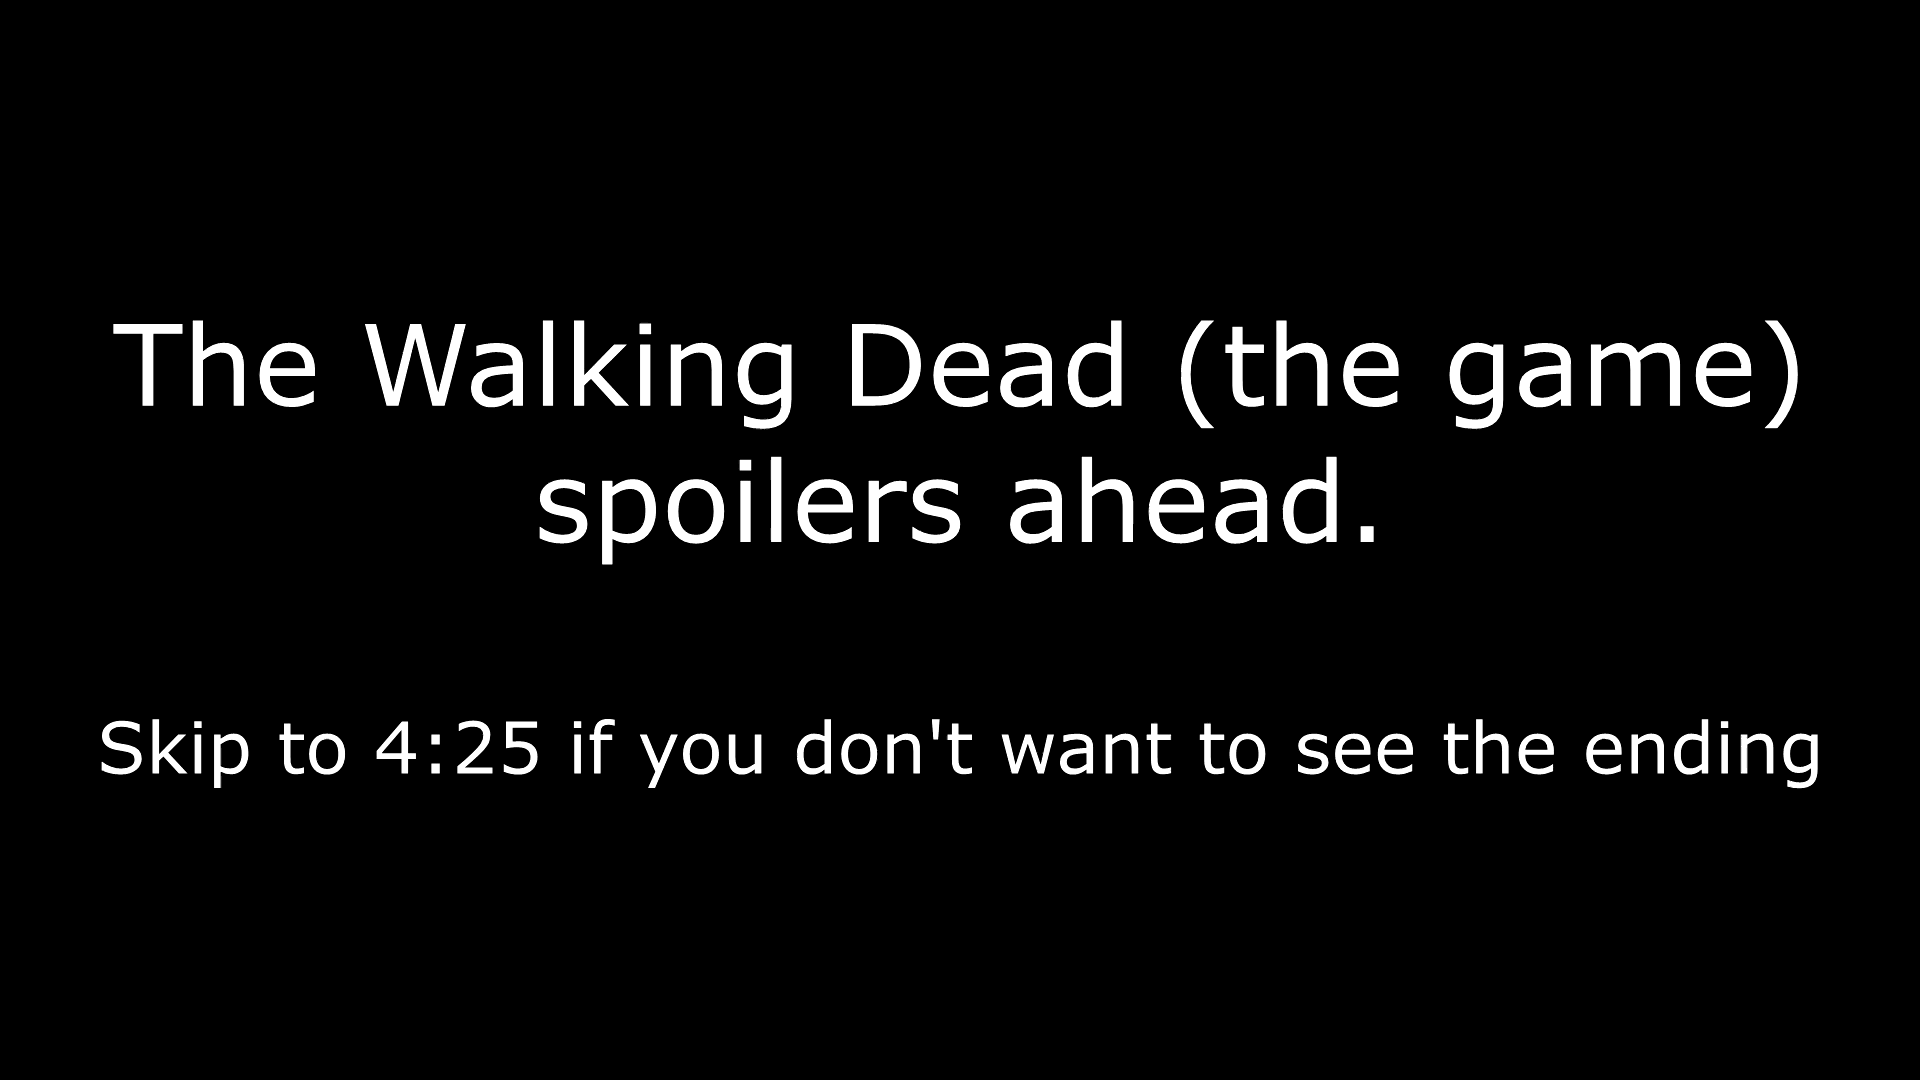 The Walking Dead (the game)
spoilers ahead.
Skip to 4:25 if you don't want to see the ending